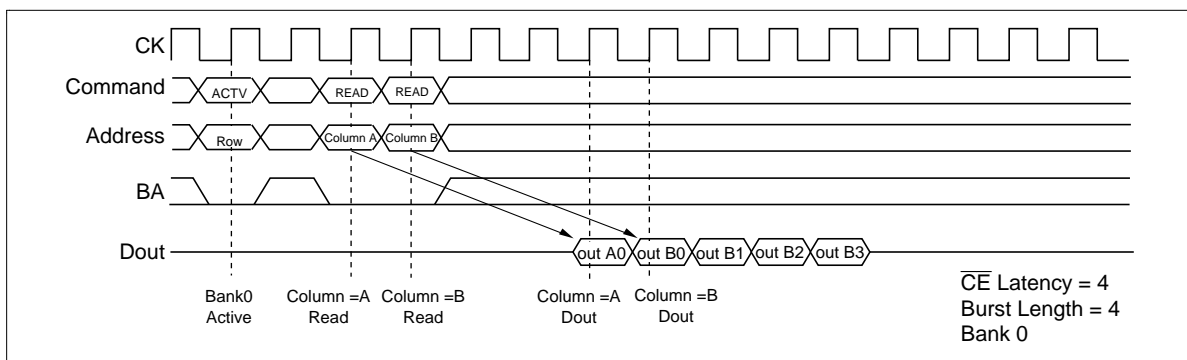 CK
Command ACTV READ READ
Address Row Column A Column B
BA
Dout out A0 out B0 out B1 out B2 out B3
Bank0 Active
Column =A Read
Column =B Read
Column =A Dout
Column =B Dout
CE Latency = 4
Burst Length = 4
Bank 0